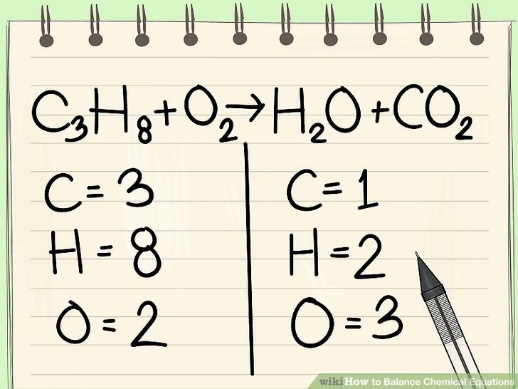 C₃H₈+O₂→H₂O+CO₂
C=3
H=8
O=2
C=1
H=2
O=3
wikiHow to Balance Chemical Equations